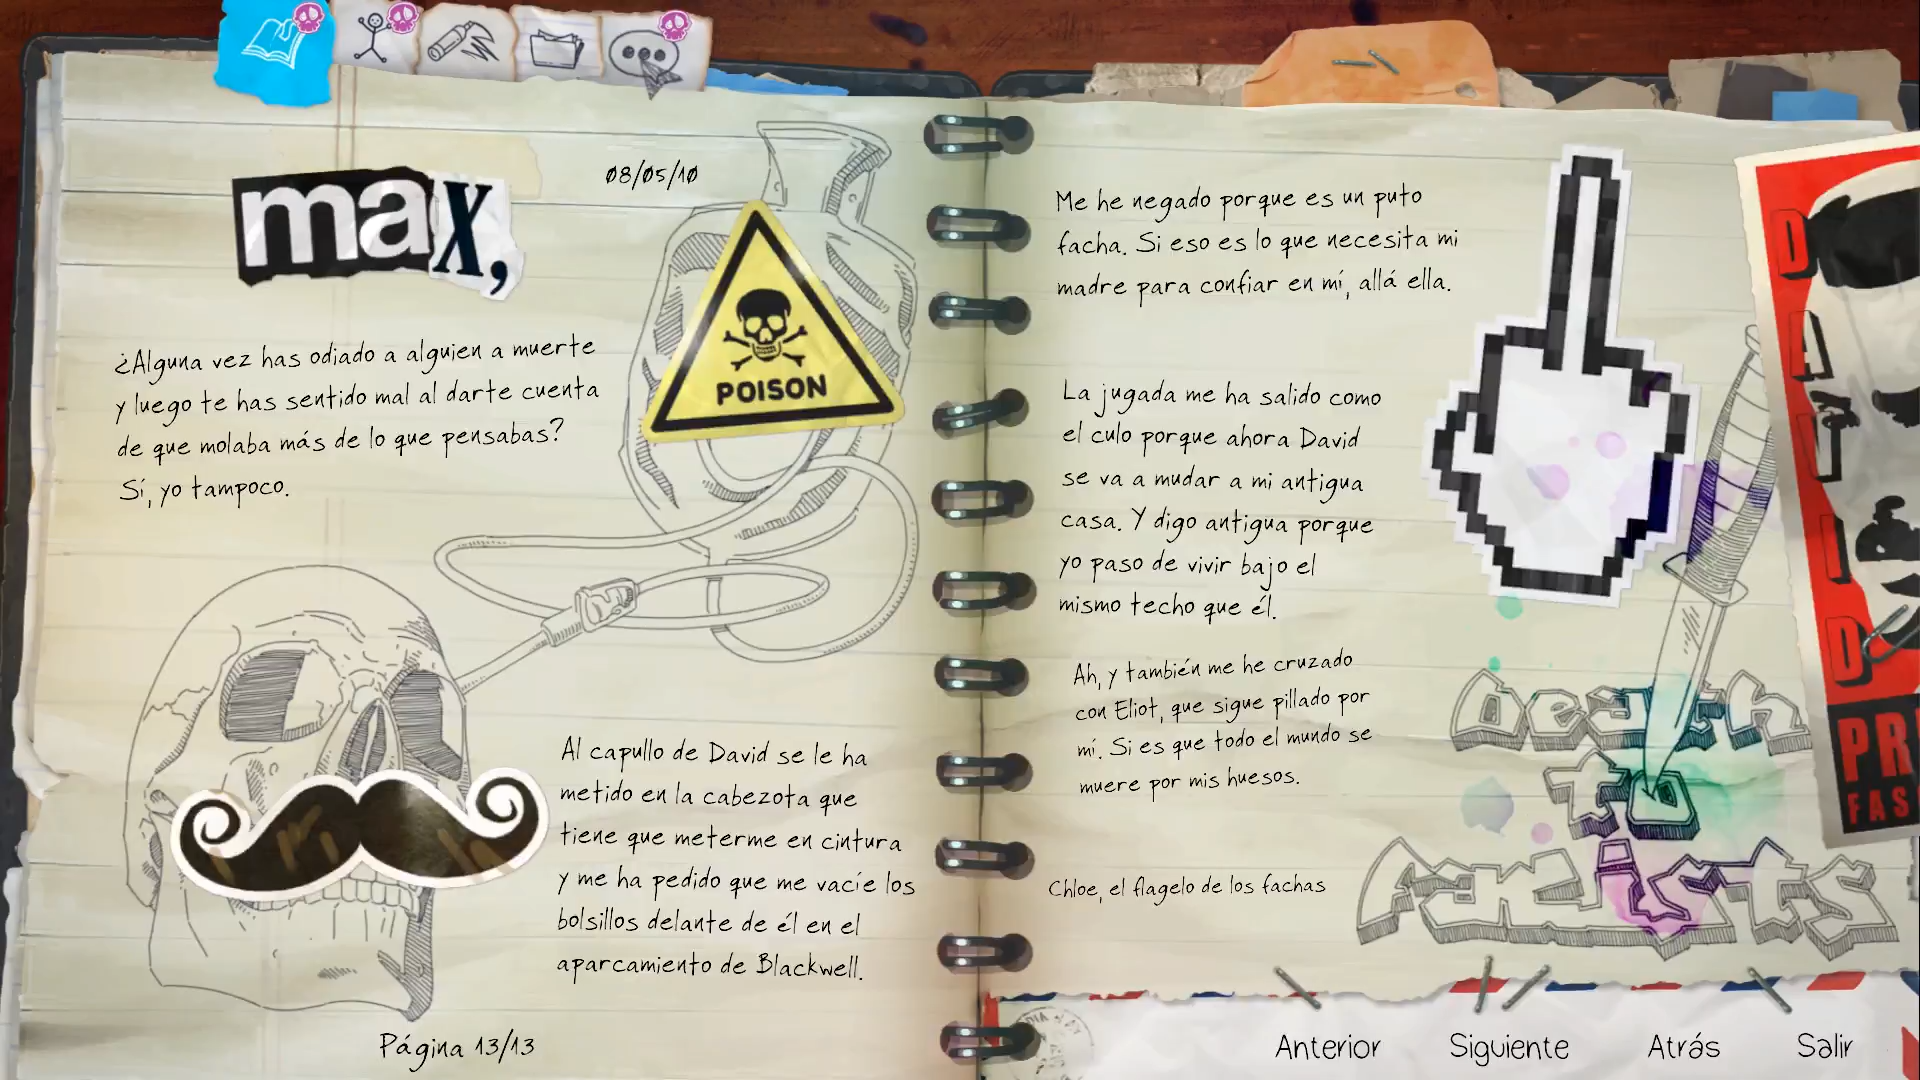 max,
08/05/10
POISON
¿Alguna vez has odiado a alguien a muerte
y luego te has sentido mal al darte cuenta
de que molaba más de lo que pensabas?
Sí, yo tampoco.
Al capullo de David se le ha
metido en la cabezota que
tiene que meterme en cintura
y me ha pedido que me vacíe los
bolsillos delante de él en el
aparcamiento de Blackwell.
Página 13/13
Me he negado porque es un puto
facha. Si eso es lo que necesita mi
madre para confiar en mí, allá ella.
La jugada me ha salido como
el culo porque ahora David
se va a mudar a mi antigua
casa. Y digo antigua porque
yo paso de vivir bajo el
mismo techo que él.
Ah, y también me he cruzado
con Eliot, que sigue pillado por
mí. Si es que todo el mundo se
muere por mis huesos.
Chloe, el flagelo de los fachas
DAVID
PR
FAS
Death
to
Anterior
Siguiente
Atrás
Salir